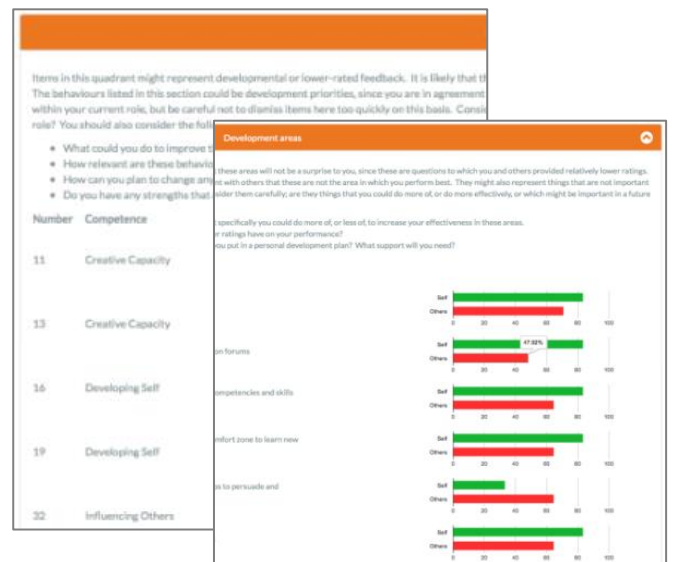 Items in this quadrant might represent developmental or lower-rated feedback. It is likely that th
The behaviours listed in this section could be development priorities, since you are in agreement
within your current role, but be careful not to dismiss items here too quickly on this basis. Consi
role? You should also consider the foll
What could you do to improve t
How relevant are these behavio
How can you plan to change any
Do you have any strengths that
Number Competence
11 Creative Capacity
13 Creative Capacity
16 Developing Self
19 Developing Self
32 Influencing Others
Development areas
these areas will not be a surprise to you, since these are questions to which you and others provided relatively lower ratings.
nt with others that these are not the area in which you perform best. They might also represent things that are not important
sider them carefully; are they things that you could do more of, or do more effectively, or which might be important in a future
specifically you could do more of, or less of, to increase your effectiveness in these areas.
r ratings have on your performance?
ou put in a personal development plan? What support will you need?
Self
Others
0 20 40 60 80 100
on forums
Self
47.92%
Others
0 20 40 60 80 100
ompetencies and skills
Self
Others
0 20 40 60 80 100
mfort zone to learn new
Self
Others
0 20 40 60 80 100
ps to persuade and
Self
Others
0 20 40 60 80 100
Self
Others
0 20 40 60 80 100